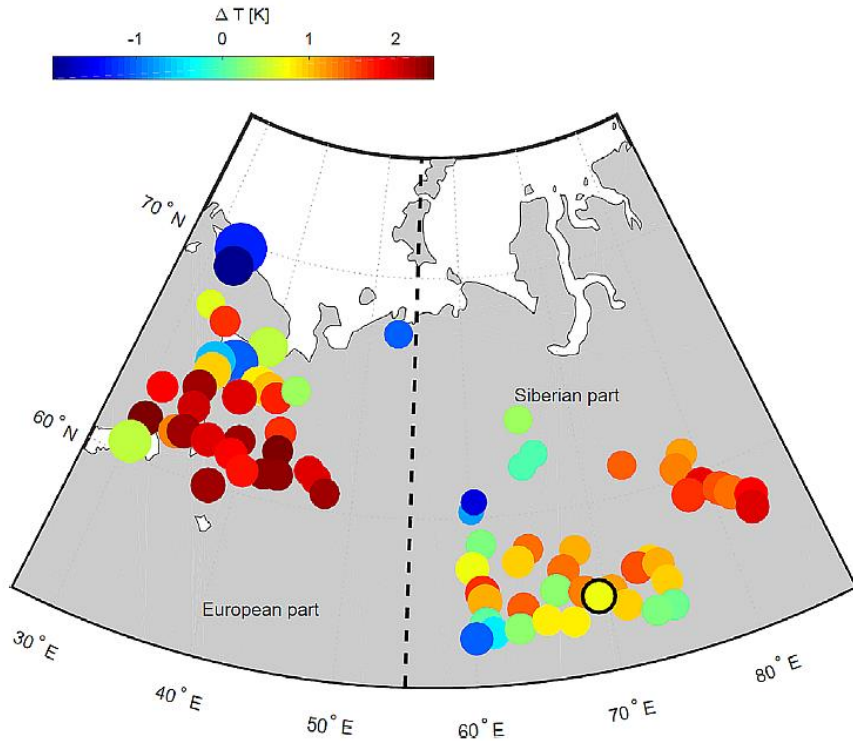 Δ T [K]
-1 0 1 2
70°N
Siberian part
60°N
European part
30°E
40°E
50°E
60°E
70°E
80°E